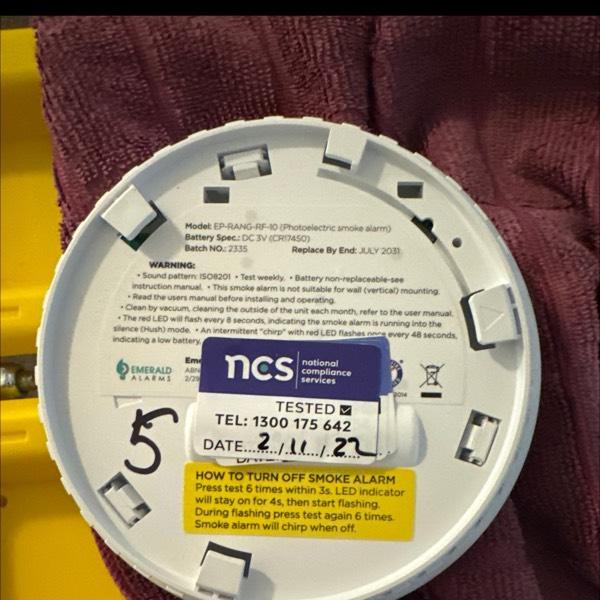 Model: EP-RANG-RF-10 (Photoelectric smoke alarm)
Battery Spec.: DC 3V (CR17450)
Batch NO.: 2335 Replace By End: JULY 2031
WARNING:
• Sound pattern: ISO8201 • Test weekly. • Battery non-replaceable-see
instruction manual. • This smoke alarm is not suitable for wall (vertical) mounting.
• Read the users manual before installing and operating.
• Clean by vacuum, cleaning the outside of the unit each month, refer to the user manual.
• The red LED will flash every 8 seconds, indicating the smoke alarm is running into the
silence (Hush) mode. • An intermittent "chirp" with red LED flashes once every 48 seconds,
indicating a low battery.
EMERALD
ALARMS
Eme
ABN
2/29
2014
ncs national
compliance
services
TESTED
TEL: 1300 175 642
DATE 2/11/22
5
HOW TO TURN OFF SMOKE ALARM
Press test 6 times within 3s. LED indicator
will stay on for 4s, then start flashing.
During flashing press test again 6 times.
Smoke alarm will chirp when off.